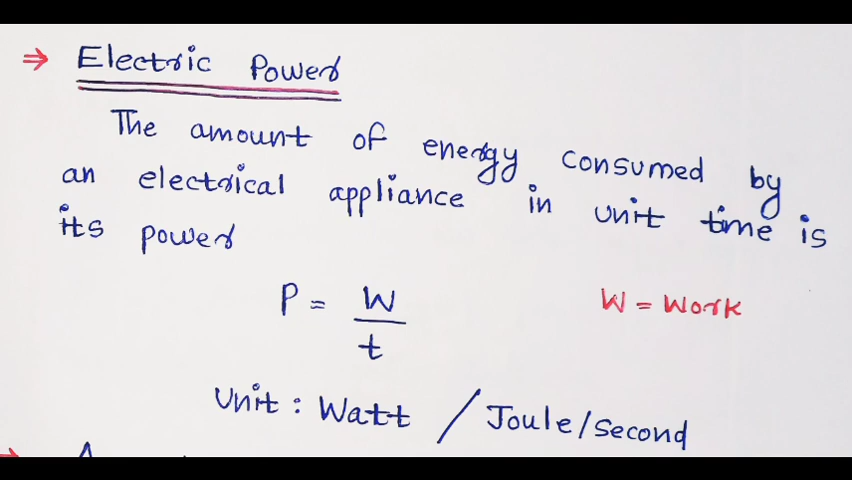 ⇒ Electric Power
The amount of energy consumed by
an electrical appliance in unit time is
its power
P = W
t
W = Work
Unit : Watt / Joule/second